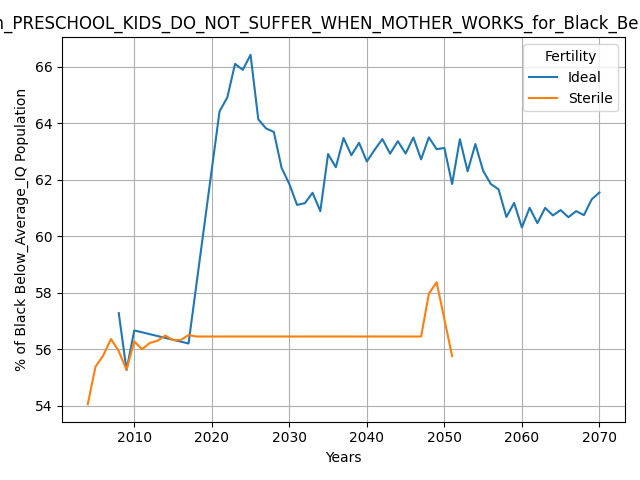 PRESCHOOL_KIDS_DO_NOT_SUFFER_WHEN_MOTHER_WORKS_for_Black_Be
% of Black Below_Average_IQ Population
66
64
62
60
58
56
54
Fertility
Ideal
Sterile
2010 2020 2030 2040 2050 2060 2070
Years